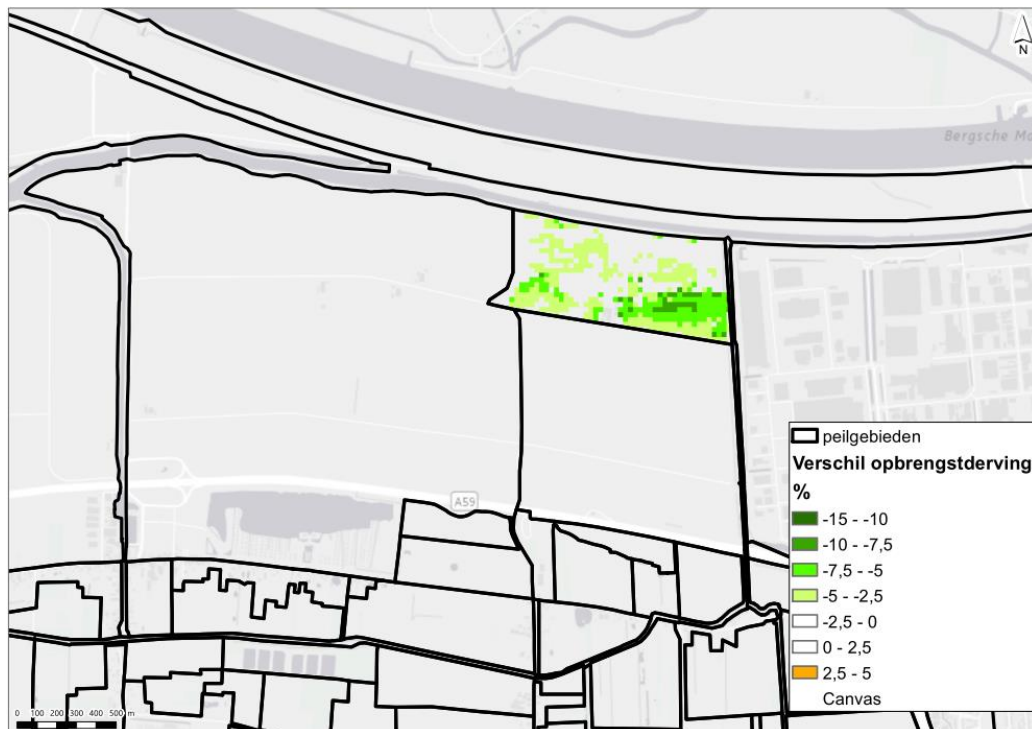 N
Bergsche Ma
A59
peilgebieden
Verschil opbrengstderving
%
-15 - -10
-10 - -7,5
-7,5 - -5
-5 - -2,5
-2,5 - 0
0 - 2,5
2,5 - 5
Canvas
0 100 200 300 400 500 m